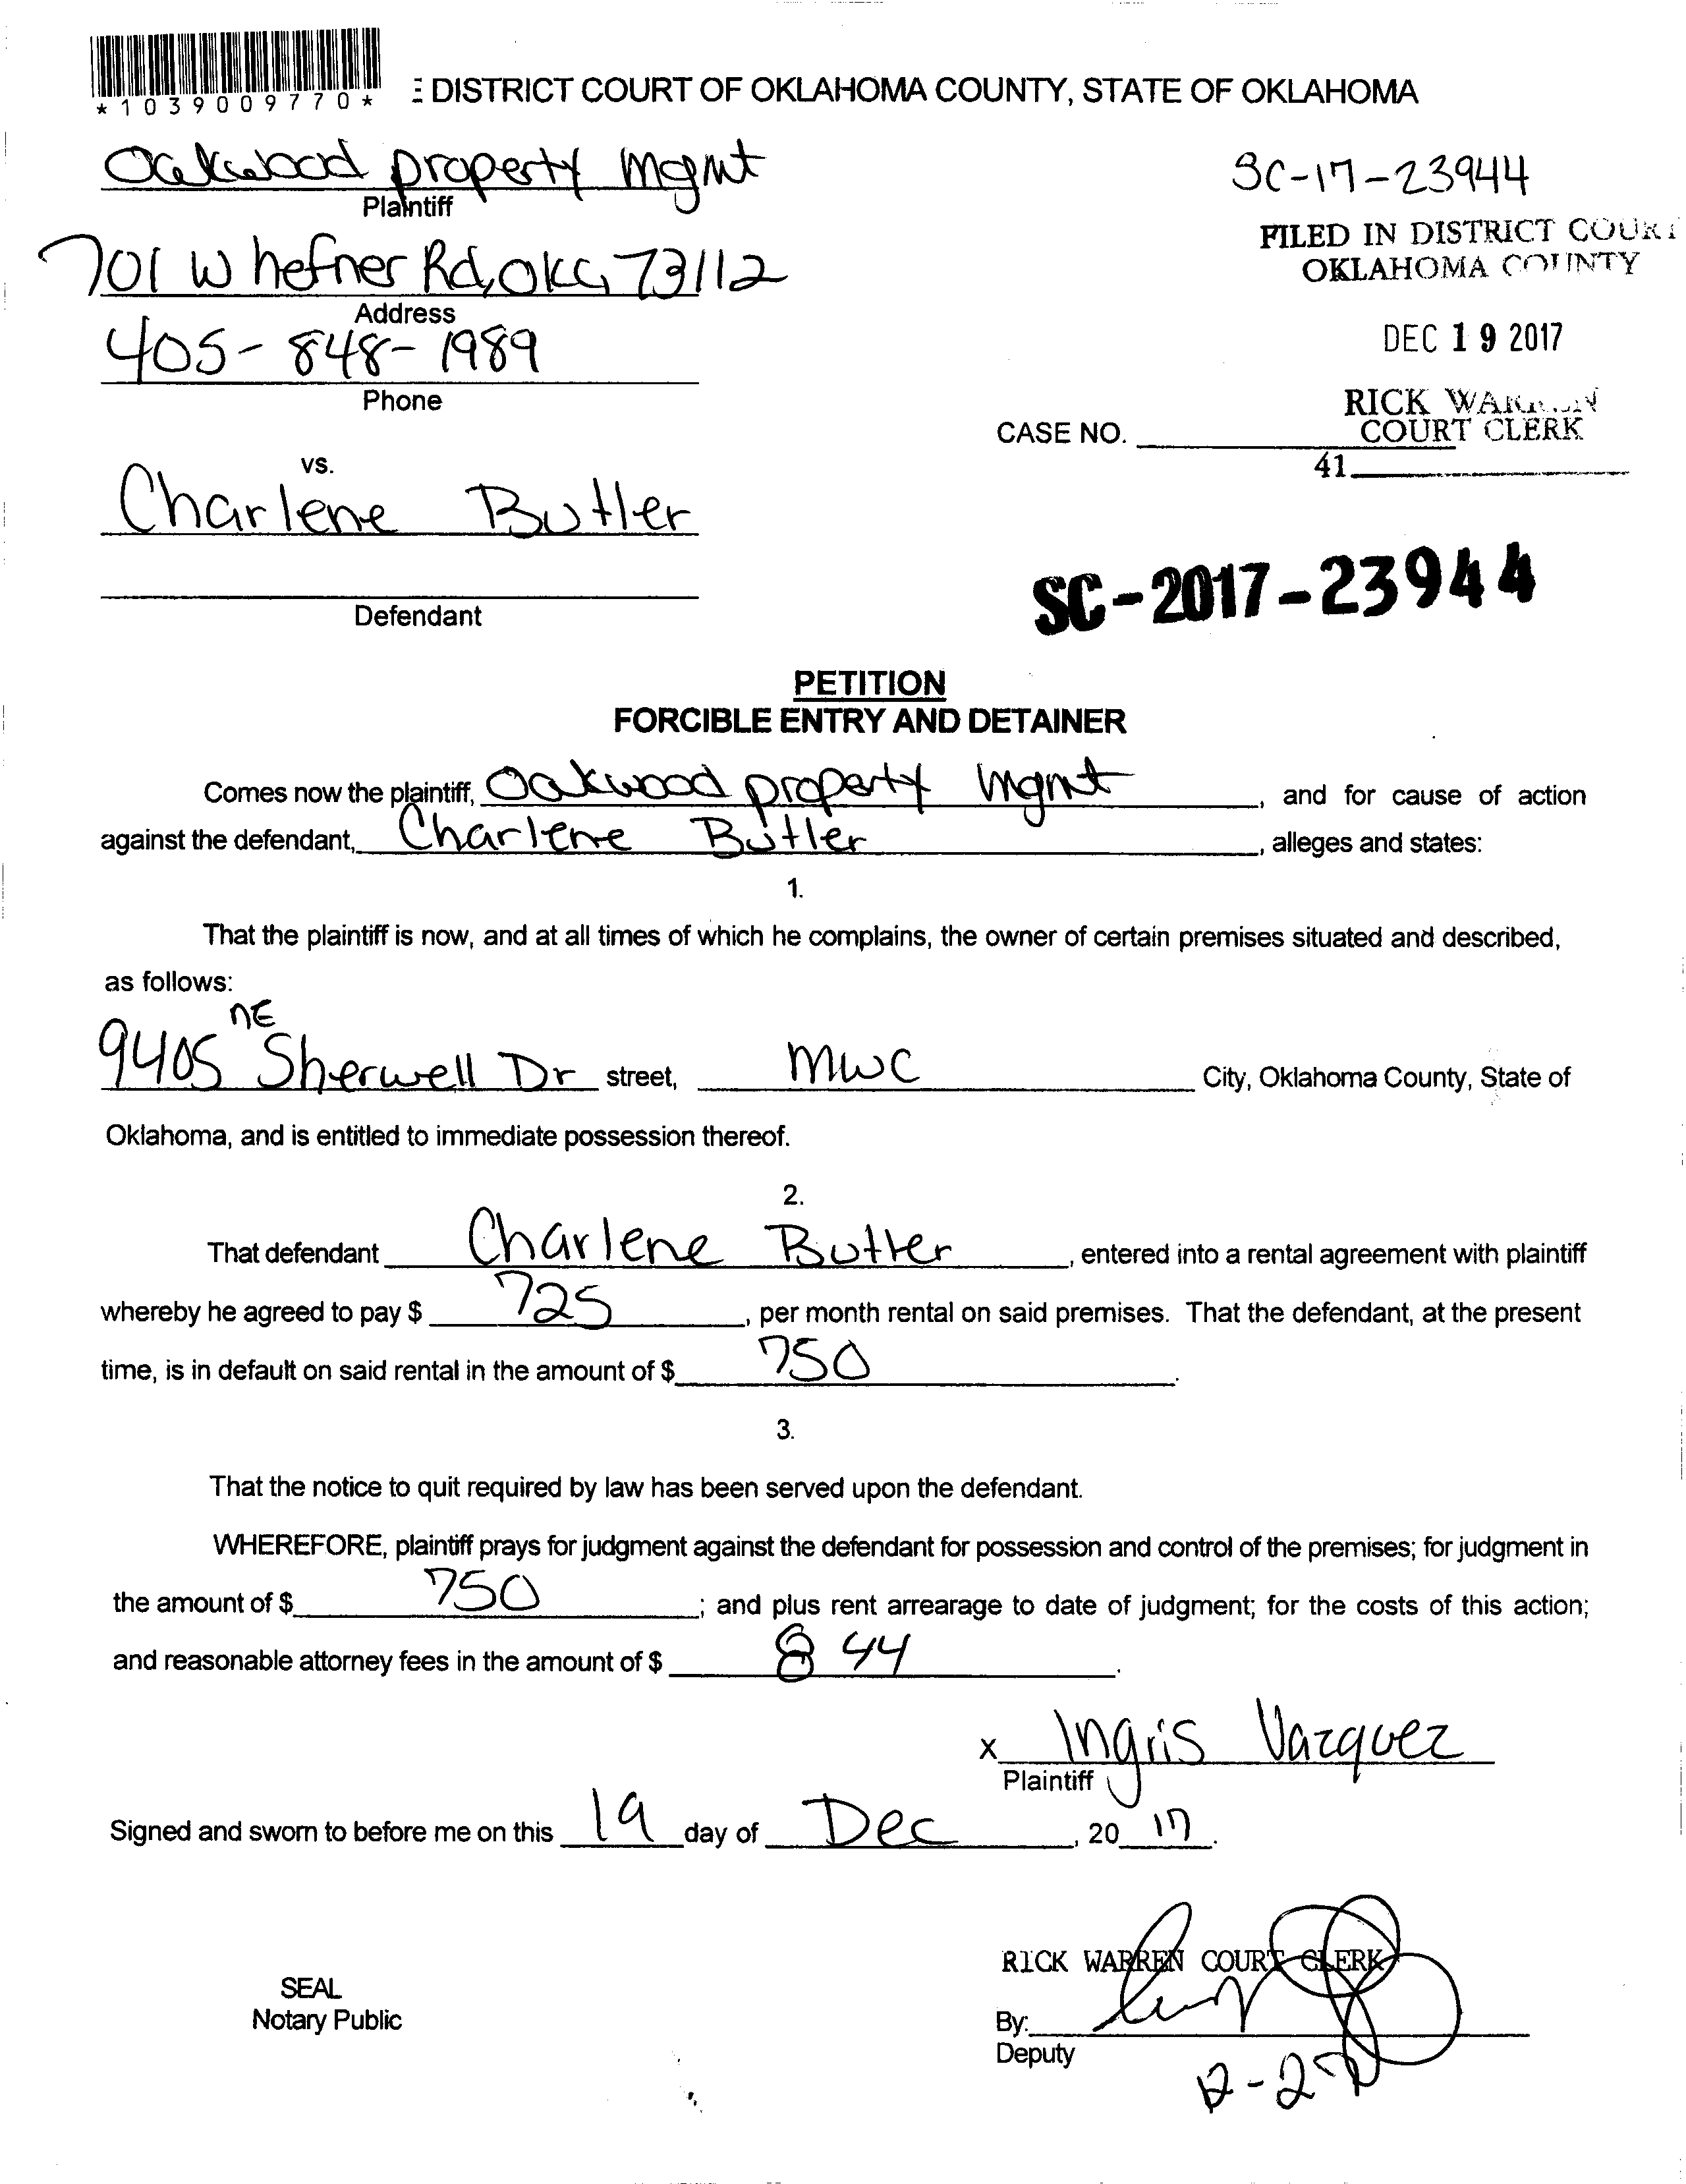 *1039009770*
DISTRICT COURT OF OKLAHOMA COUNTY, STATE OF OKLAHOMA
Oakwood property mgmt
Plaintiff
SC-17-23944
FILED IN DISTRICT COURT
OKLAHOMA COUNTY
701 W hefner Rd, OKC, 73112
Address
DEC 19 2017
405-848-1989
Phone
RICK WARREN
COURT CLERK
CASE NO.
41
vs.
Charlene Butler
Defendant
SC-2017-23944
PETITION
FORCIBLE ENTRY AND DETAINER
Comes now the plaintiff, Oakwood property mgmt, and for cause of action
against the defendant, Charlene Butler, alleges and states:
1.
That the plaintiff is now, and at all times of which he complains, the owner of certain premises situated and described,
as follows:
9405 NE Sherwell Dr street, MWC City, Oklahoma County, State of
Oklahoma, and is entitled to immediate possession thereof.
2.
That defendant Charlene Butler, entered into a rental agreement with plaintiff
whereby he agreed to pay $ 725, per month rental on said premises. That the defendant, at the present
time, is in default on said rental in the amount of $ 750.
3.
That the notice to quit required by law has been served upon the defendant.
WHEREFORE, plaintiff prays for judgment against the defendant for possession and control of the premises; for judgment in
the amount of $ 750; and plus rent arrearage to date of judgment; for the costs of this action;
and reasonable attorney fees in the amount of $ 844.
x Ingris Vazquez
Plaintiff
Signed and sworn to before me on this 19 day of Dec, 2017.
RICK WARREN COURT CLERK
SEAL
Notary Public
By:
Deputy